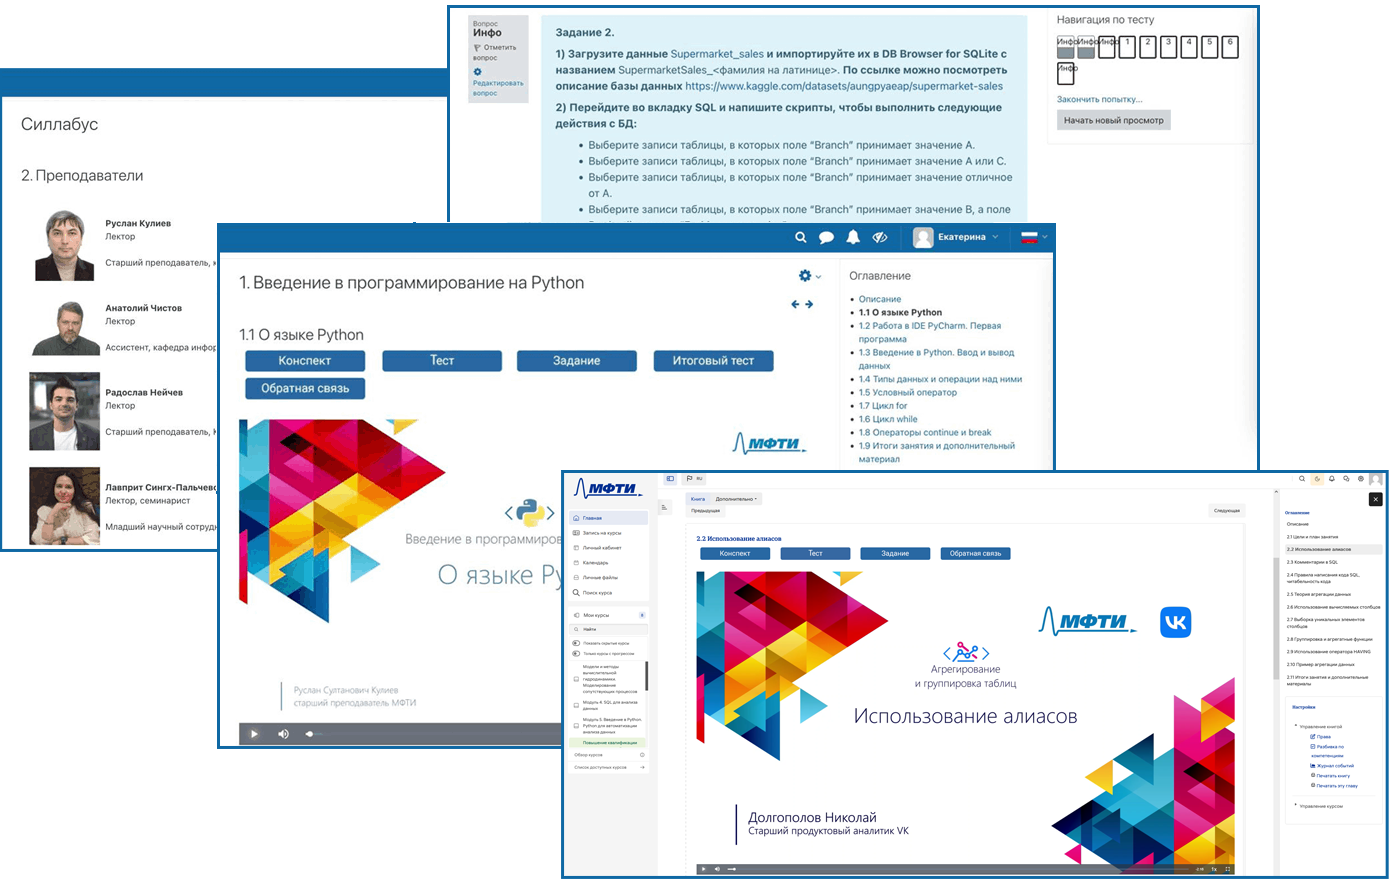 Силлабус
2. Преподаватели
Руслан Кулиев
Лектор
Старший преподаватель,
Анатолий Чистов
Лектор
Ассистент, кафедра
Радослав Нейчев
Лектор
Старший преподаватель,
Лавприт
Лектор, семинарист
Младший научный
Вопрос
Инфо
Отметить
вопрос
Редактировать
вопрос
Задание 2.
1) Загрузите данные Supermarket_sales и импортируйте их в DB Browser for SQLite с
названием SupermarketSales_<фамилия на латинице>. По ссылке можно посмотреть
описание базы данных https://www.kaggle.com/datasets/aungpyaeap/supermarket-sales
2) Перейдите во вкладку SQL и напишите скрипты, чтобы выполнить следующие
действия с БД:
• Выберите записи таблицы, в которых поле "Branch" принимает значение A.
• Выберите записи таблицы, в которых поле "Branch" принимает значение A или C.
• Выберите записи таблицы, в которых поле "Branch" принимает значение отличное
от A.
• Выберите записи таблицы, в которых поле "Branch" принимает значение B, а поле
Навигация по тесту
Инфо Инфо Инфо 1 2 3 4 5 6
Инфо
Закончить попытку...
Начать новый просмотр
Екатерина
1. Введение в программирование на Python
1.1 О языке Python
Конспект Тест Задание Итоговый тест
Обратная связь
МФТИ
Введение в
О языке
Руслан Султанович Кулиев
старший преподаватель МФТИ
Оглавление
• Описание
• 1.1 О языке Python
• 1.2 Работа в IDE PyCharm. Первая
программа
• 1.3 Введение в Python. Ввод и вывод
данных
• 1.4 Типы данных и операции над ними
• 1.5 Условный оператор
• 1.7 Цикл for
• 1.6 Цикл while
• 1.8 Операторы continue и break
• 1.9 Итоги занятия и дополнительный
материал
МФТИ
RU
Главная
Запись на курсы
Личный кабинет
Календарь
Личные файлы
Поиск курса
Мои курсы
Найти
Показать скрытые курсы
Только курсы с прогрессом
Модели и методы
вычислительной
гидродинамики.
Моделирование
сопутствующих процессов
Модуль 4: SQL для анализа
данных
Модуль 5: Введение в Python.
Python для автоматизации
анализа данных
Повышение квалификации
Обзор курсов
Список доступных курсов
Книга Дополнительно
Предыдущая
Следующая
2.2 Использование алиасов
Конспект Тест Задание Обратная связь
МФТИ
Агрегирование
и группировка таблиц
Использование алиасов
Долгополов Николай
Старший продуктовый аналитик VK
1x
Оглавление
Описание
2.1 Цели и план занятия
2.2 Использование алиасов
2.3 Комментарии в SQL
2.4 Правила написания кода SQL,
читабельность кода
2.5 Теория агрегации данных
2.6 Использование вычисляемых столбцов
2.7 Выборка уникальных элементов
столбцов
2.8 Группировка и агрегатные функции
2.9 Использование оператора HAVING
2.10 Пример агрегации данных
2.11 Итоги занятия и дополнительные
материалы
Настройки
Управление книгой
Права
Разбивка по
компетенциям
Журнал событий
Печатать книгу
Печатать эту главу
Управление курсом